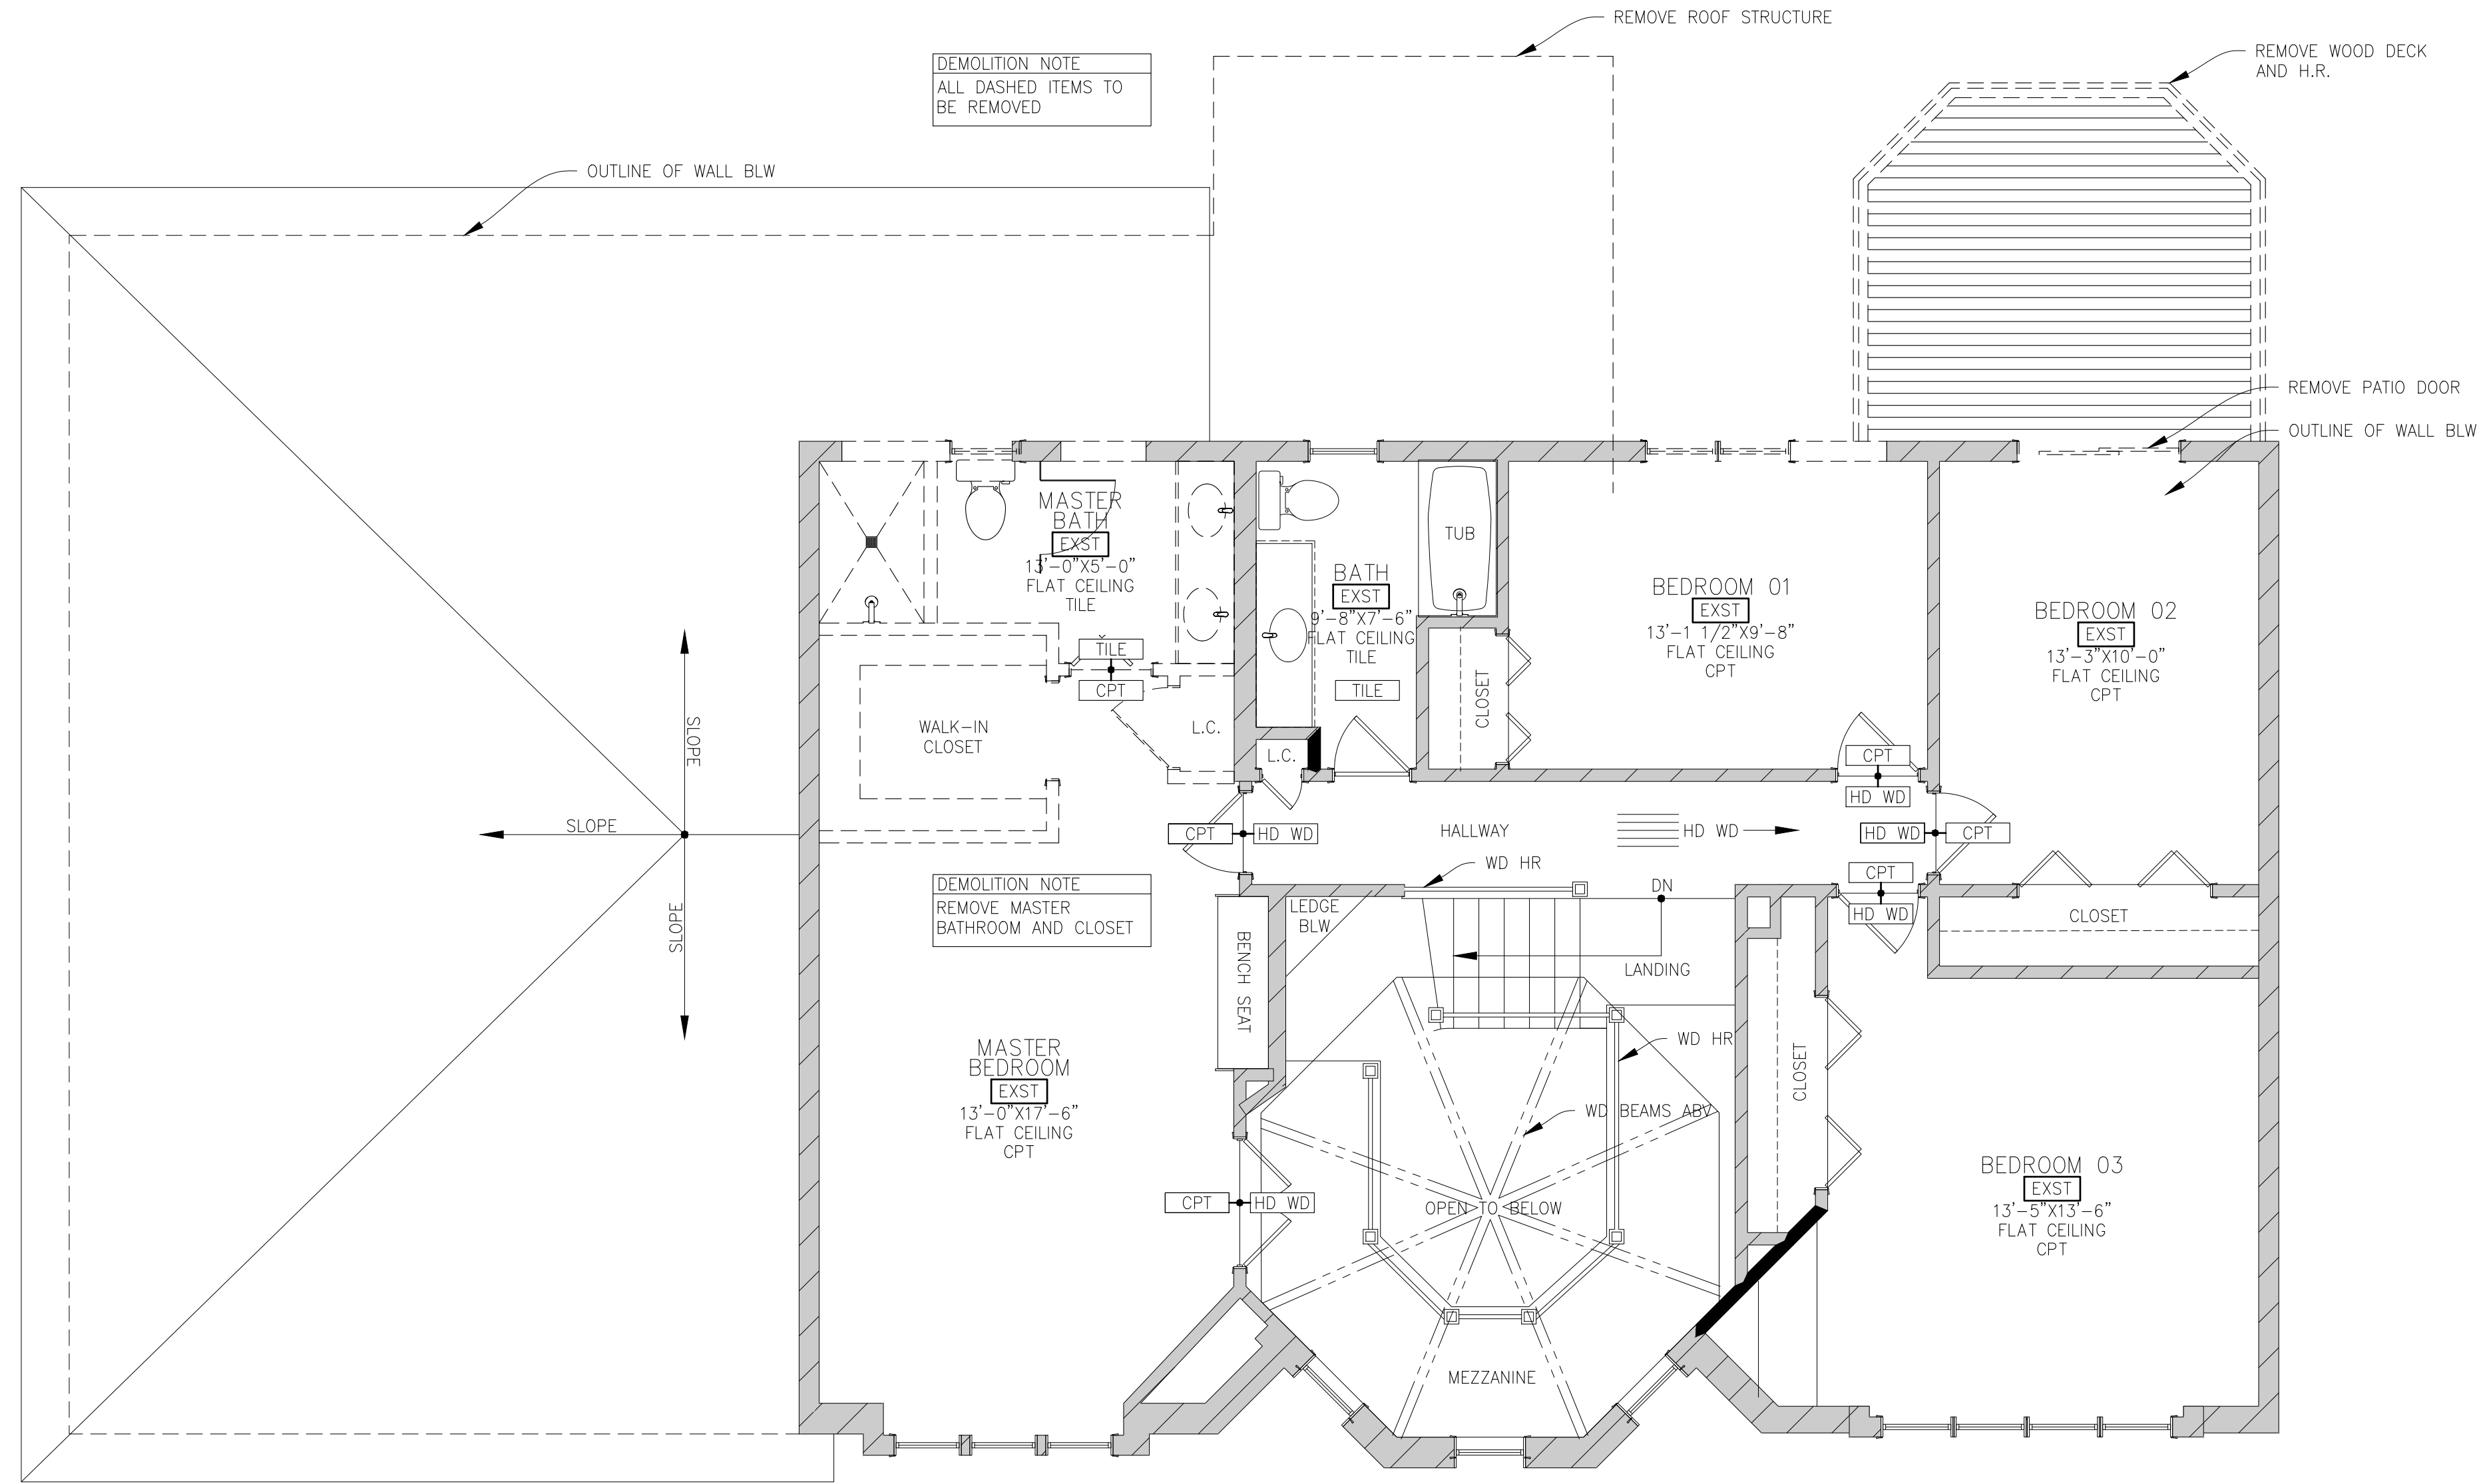 REMOVE ROOF STRUCTURE
REMOVE WOOD DECK
AND H.R.
DEMOLITION NOTE
ALL DASHED ITEMS TO
BE REMOVED
OUTLINE OF WALL BLW
REMOVE PATIO DOOR
OUTLINE OF WALL BLW
MASTER
BATH
EXST
13'-0"X5'-0"
FLAT CEILING
TILE
TILE
CPT
BATH
EXST
9'-8"X7'-6"
FLAT CEILING
TILE
TILE
TUB
CLOSET
BEDROOM 01
EXST
13'-1 1/2"X9'-8"
FLAT CEILING
CPT
BEDROOM 02
EXST
13'-3"X10'-0"
FLAT CEILING
CPT
WALK-IN
CLOSET
L.C.
L.C.
SLOPE
SLOPE
SLOPE
CPT
HD WD
HALLWAY
HD WD
CPT
HD WD
HD WD
CPT
CPT
HD WD
WD HR
DN
DEMOLITION NOTE
REMOVE MASTER
BATHROOM AND CLOSET
LEDGE
BLW
BENCH SEAT
LANDING
CLOSET
WD HR
CLOSET
MASTER
BEDROOM
EXST
13'-0"X17'-6"
FLAT CEILING
CPT
WD BEAMS ABV
CPT
HD WD
OPEN TO BELOW
BEDROOM 03
EXST
13'-5"X13'-6"
FLAT CEILING
CPT
MEZZANINE